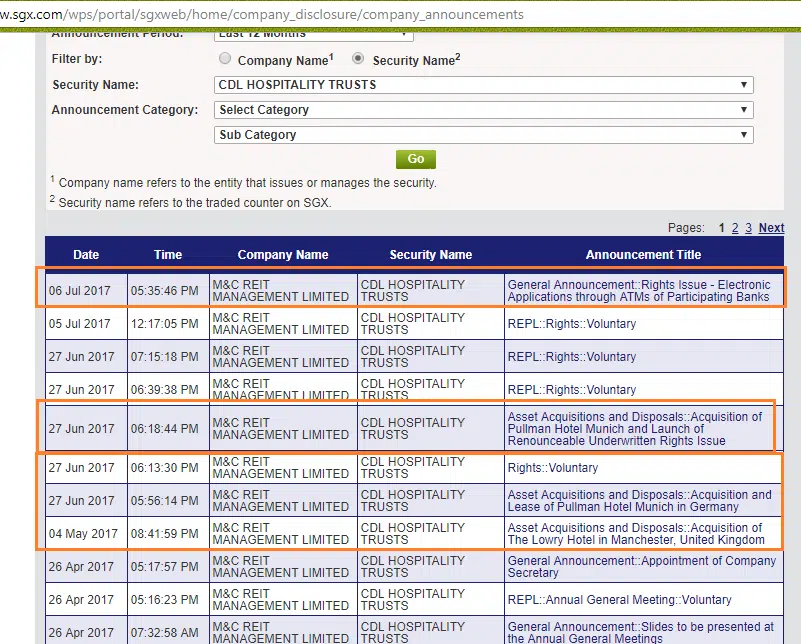 w.sgx.com/wps/portal/sgxweb/home/company_disclosure/company_announcements
Announcement Period: Last 12 Months
Filter by: Company Name1 Security Name2
Security Name: CDL HOSPITALITY TRUSTS
Announcement Category: Select Category
Sub Category
Go
1 Company name refers to the entity that issues or manages the security.
2 Security name refers to the traded counter on SGX.
Pages: 1 2 3 Next
Date Time Company Name Security Name Announcement Title
06 Jul 2017 05:35:46 PM M&C REIT MANAGEMENT LIMITED CDL HOSPITALITY TRUSTS General Announcement::Rights Issue - Electronic Applications through ATMs of Participating Banks
05 Jul 2017 12:17:05 PM M&C REIT MANAGEMENT LIMITED CDL HOSPITALITY TRUSTS REPL::Rights::Voluntary
27 Jun 2017 07:15:18 PM M&C REIT MANAGEMENT LIMITED CDL HOSPITALITY TRUSTS REPL::Rights::Voluntary
27 Jun 2017 06:39:38 PM M&C REIT MANAGEMENT LIMITED CDL HOSPITALITY TRUSTS REPL::Rights::Voluntary
27 Jun 2017 06:18:44 PM M&C REIT MANAGEMENT LIMITED CDL HOSPITALITY TRUSTS Asset Acquisitions and Disposals::Acquisition of Pullman Hotel Munich and Launch of Renounceable Underwritten Rights Issue
27 Jun 2017 06:13:30 PM M&C REIT MANAGEMENT LIMITED CDL HOSPITALITY TRUSTS Rights::Voluntary
27 Jun 2017 05:56:14 PM M&C REIT MANAGEMENT LIMITED CDL HOSPITALITY TRUSTS Asset Acquisitions and Disposals::Acquisition and Lease of Pullman Hotel Munich in Germany
04 May 2017 08:41:59 PM M&C REIT MANAGEMENT LIMITED CDL HOSPITALITY TRUSTS Asset Acquisitions and Disposals::Acquisition of The Lowry Hotel in Manchester, United Kingdom
26 Apr 2017 05:17:57 PM M&C REIT MANAGEMENT LIMITED CDL HOSPITALITY TRUSTS General Announcement::Appointment of Company Secretary
26 Apr 2017 05:16:23 PM M&C REIT MANAGEMENT LIMITED CDL HOSPITALITY TRUSTS REPL::Annual General Meeting::Voluntary
26 Apr 2017 07:32:58 AM M&C REIT MANAGEMENT LIMITED CDL HOSPITALITY TRUSTS General Announcement::Slides to be presented at the Annual General Meetings